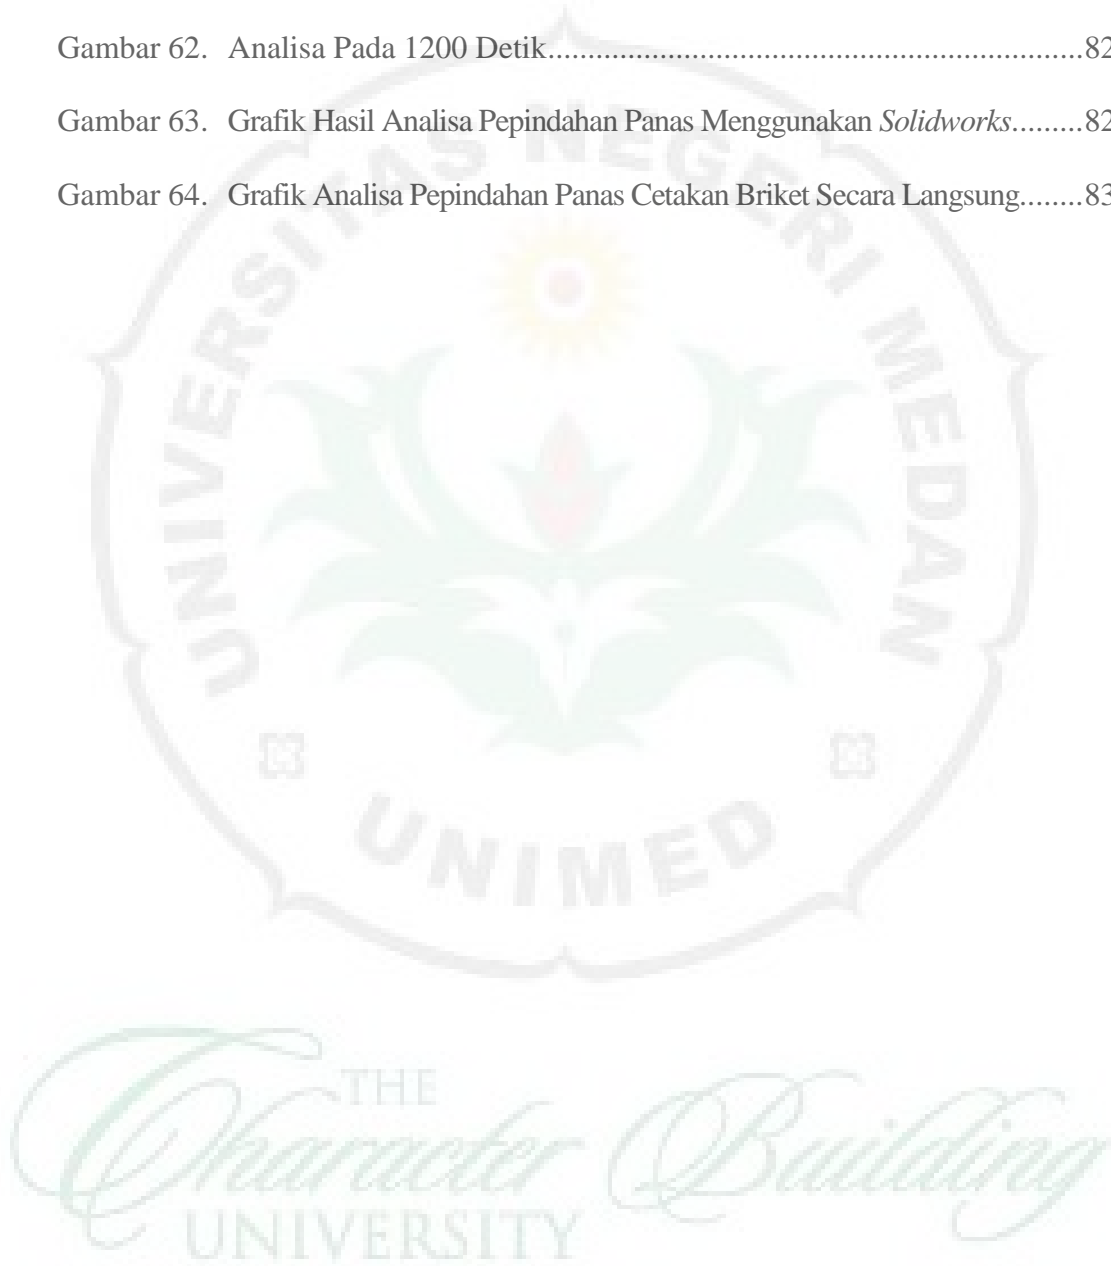 Gambar 62. Analisa Pada 1200 Detik..............................................................82
Gambar 63. Grafik Hasil Analisa Pepindahan Panas Menggunakan Solidworks.........82
Gambar 64. Grafik Analisa Pepindahan Panas Cetakan Briket Secara Langsung........83
UNIVERSITAS NEGERI MEDAN
UNIMED
THE
Character Building
UNIVERSITY